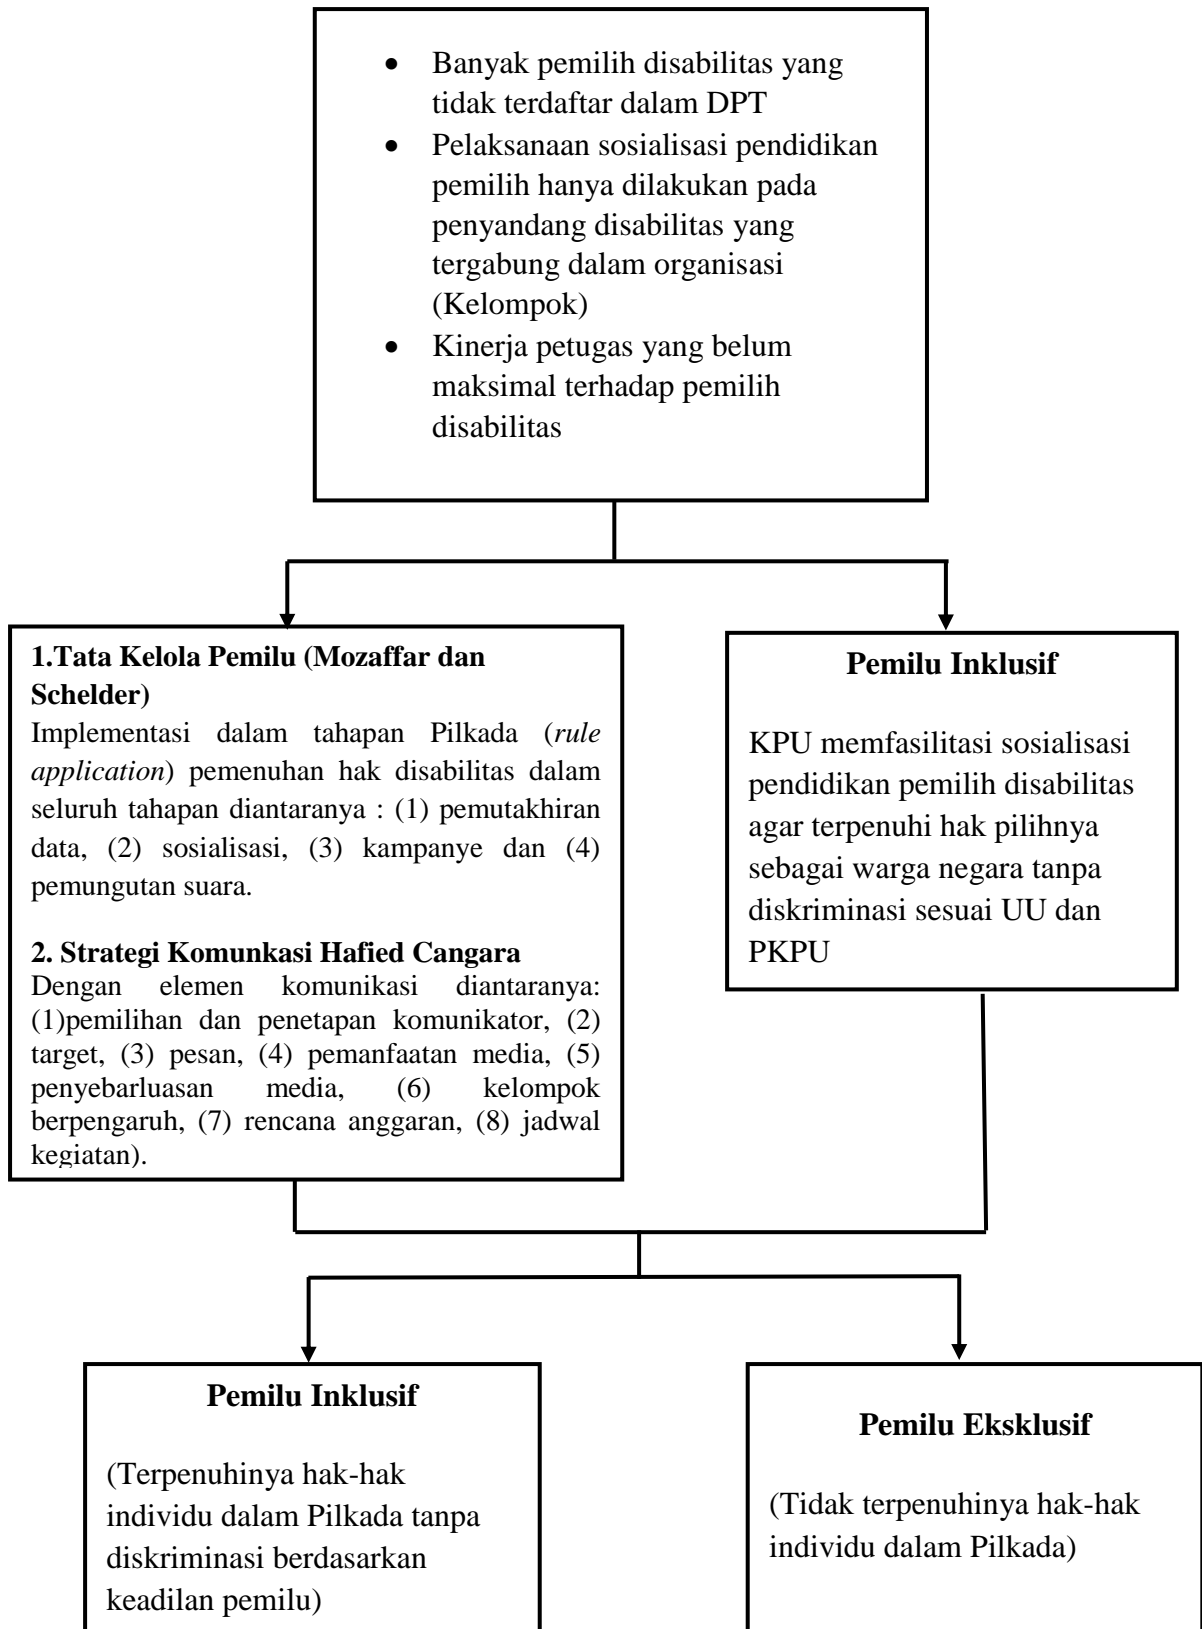 • Banyak pemilih disabilitas yang
tidak terdaftar dalam DPT
• Pelaksanaan sosialisasi pendidikan
pemilih hanya dilakukan pada
penyandang disabilitas yang
tergabung dalam organisasi
(Kelompok)
• Kinerja petugas yang belum
maksimal terhadap pemilih
disabilitas
1.Tata Kelola Pemilu (Mozaffar dan
Schelder)
Implementasi dalam tahapan Pilkada (rule
application) pemenuhan hak disabilitas dalam
seluruh tahapan diantaranya : (1) pemutakhiran
data, (2) sosialisasi, (3) kampanye dan (4)
pemungutan suara.
2. Strategi Komunkasi Hafied Cangara
Dengan elemen komunikasi diantaranya:
(1)pemilihan dan penetapan komunikator, (2)
target, (3) pesan, (4) pemanfaatan media, (5)
penyebarluasan media, (6) kelompok
berpengaruh, (7) rencana anggaran, (8) jadwal
kegiatan).
Pemilu Inklusif
KPU memfasilitasi sosialisasi
pendidikan pemilih disabilitas
agar terpenuhi hak pilihnya
sebagai warga negara tanpa
diskriminasi sesuai UU dan
PKPU
Pemilu Inklusif
(Terpenuhinya hak-hak
individu dalam Pilkada tanpa
diskriminasi berdasarkan
keadilan pemilu)
Pemilu Eksklusif
(Tidak terpenuhinya hak-hak
individu dalam Pilkada)